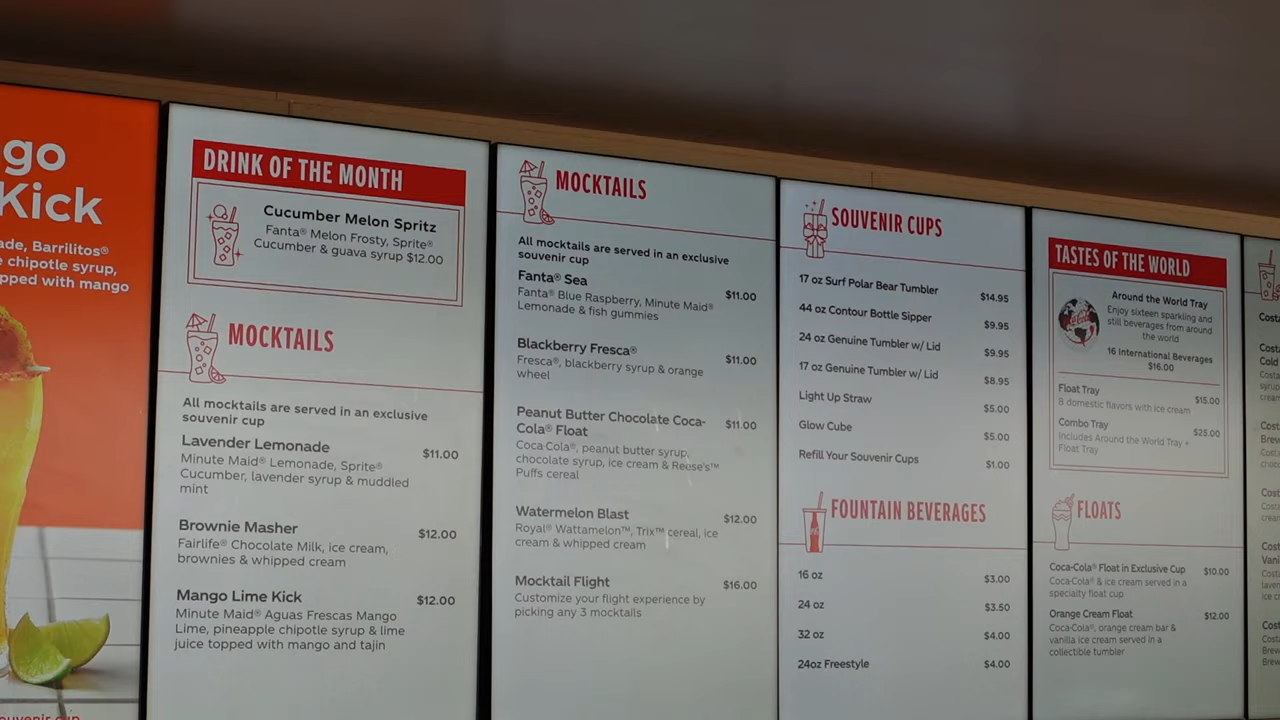 go
Kick
ade, Barrilitos®
e chipotle syrup,
pped with mango
ouvenir cup
DRINK OF THE MONTH
Cucumber Melon Spritz
Fanta® Melon Frosty, Sprite®
Cucumber & guava syrup $12.00
MOCKTAILS
All mocktails are served in an exclusive
souvenir cup
Lavender Lemonade $11.00
Minute Maid® Lemonade, Sprite®
Cucumber, lavender syrup & muddled
mint
Brownie Masher $12.00
Fairlife® Chocolate Milk, ice cream,
brownies & whipped cream
Mango Lime Kick $12.00
Minute Maid® Aguas Frescas Mango
Lime, pineapple chipotle syrup & lime
juice topped with mango and tajin
MOCKTAILS
All mocktails are served in an exclusive
souvenir cup
Fanta® Sea $11.00
Fanta® Blue Raspberry, Minute Maid®
Lemonade & fish gummies
Blackberry Fresca® $11.00
Fresca®, blackberry syrup & orange
wheel
Peanut Butter Chocolate Coca-
Cola® Float $11.00
Coca-Cola®, peanut butter syrup,
chocolate syrup, ice cream & Reese's™
Puffs cereal
Watermelon Blast $12.00
Royal® Wattamelon™, Trix™ cereal, ice
cream & whipped cream
Mocktail Flight $16.00
Customize your flight experience by
picking any 3 mocktails
SOUVENIR CUPS
17 oz Surf Polar Bear Tumbler $14.95
44 oz Contour Bottle Sipper $9.95
24 oz Genuine Tumbler w/ Lid $9.95
17 oz Genuine Tumbler w/ Lid $8.95
Light Up Straw $5.00
Glow Cube $5.00
Refill Your Souvenir Cups $1.00
FOUNTAIN BEVERAGES
16 oz $3.00
24 oz $3.50
32 oz $4.00
24oz Freestyle $4.00
TASTES OF THE WORLD
Around the World Tray
Enjoy sixteen sparkling and
still beverages from around
the world
16 International Beverages
$16.00
Float Tray $15.00
8 domestic flavors with ice cream
Combo Tray $25.00
Includes Around the World Tray +
Float Tray
FLOATS
Coca-Cola® Float in Exclusive Cup $10.00
Coca-Cola® & ice cream served in a
specialty float cup
Orange Cream Float $12.00
Coca-Cola®, orange cream bar &
vanilla ice cream served in a
collectible tumbler